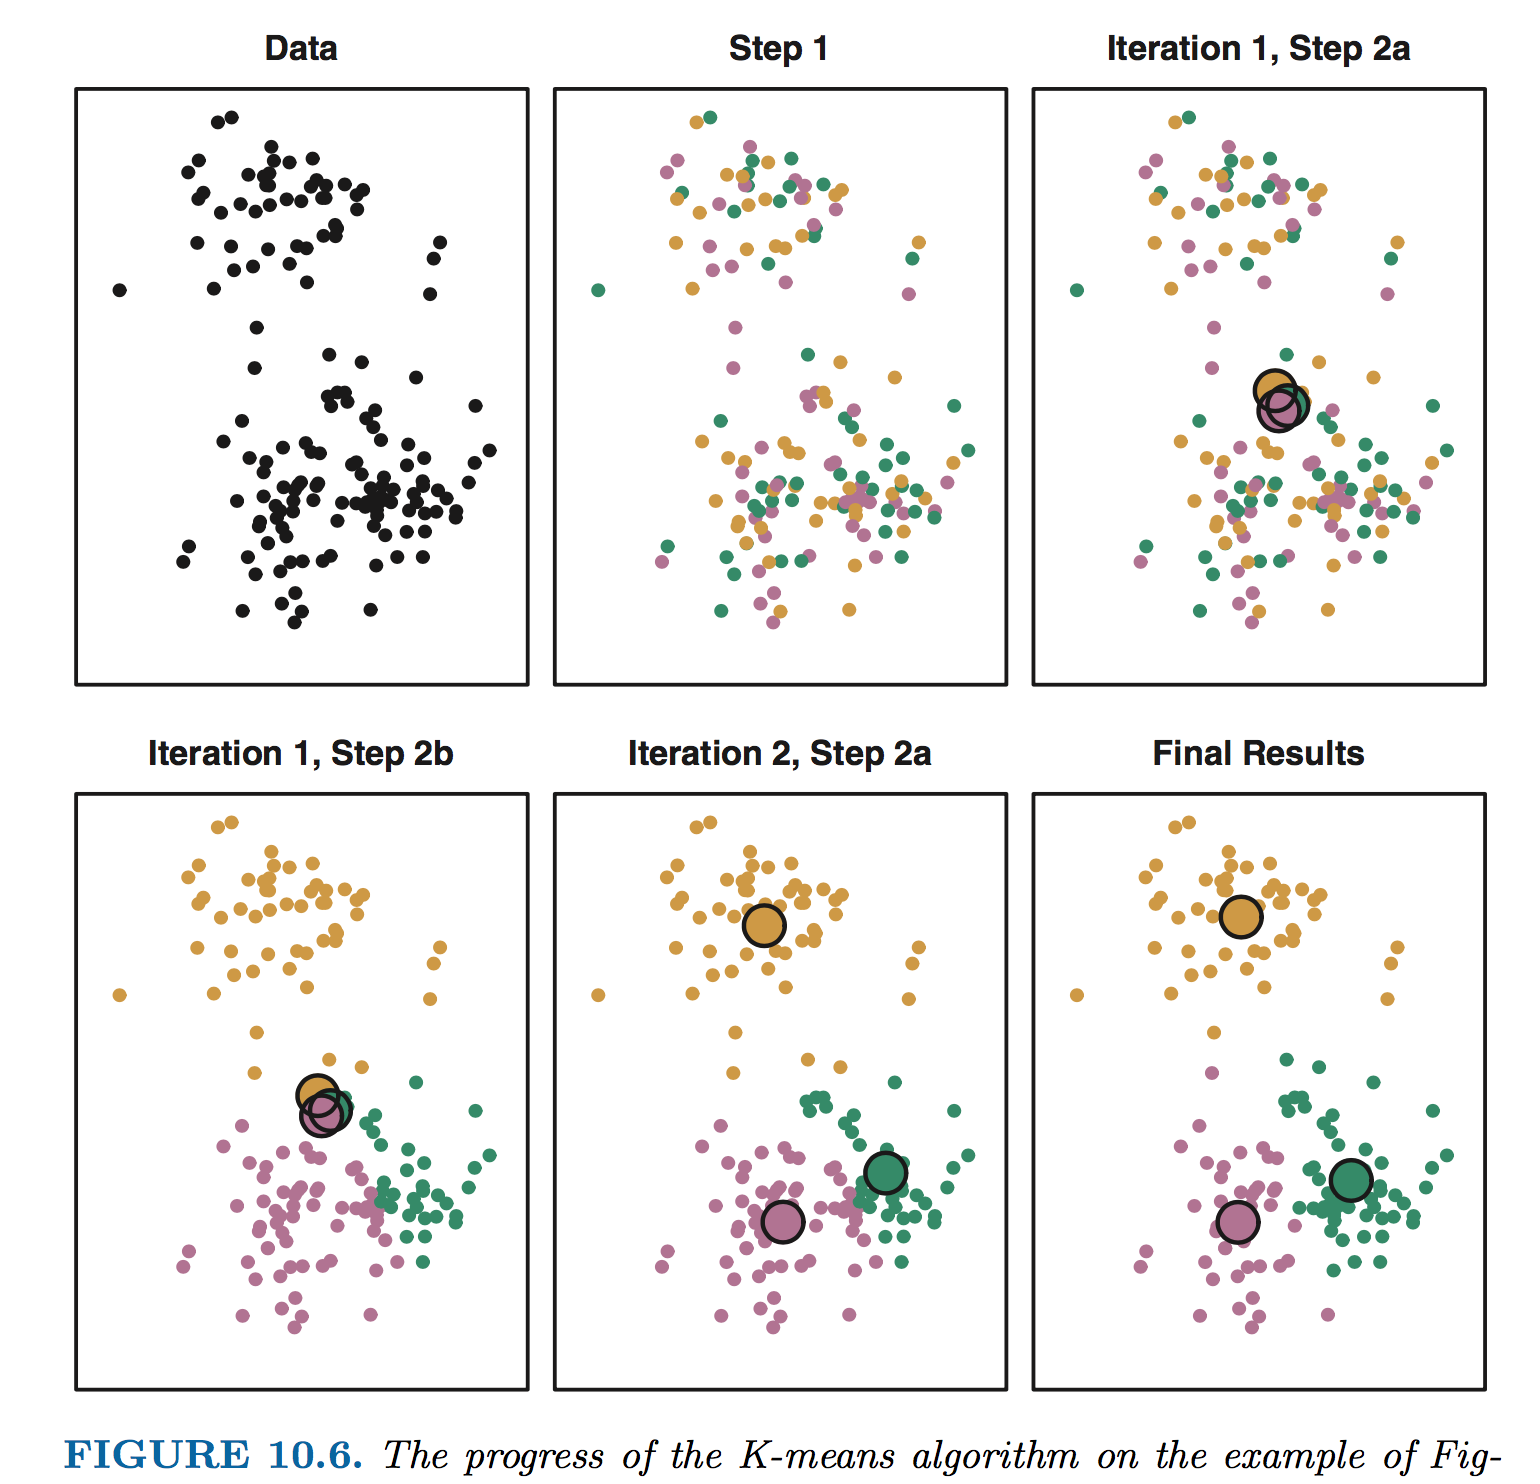 Data
Step 1
Iteration 1, Step 2a
Iteration 1, Step 2b
Iteration 2, Step 2a
Final Results
FIGURE 10.6. The progress of the K-means algorithm on the example of Fig-